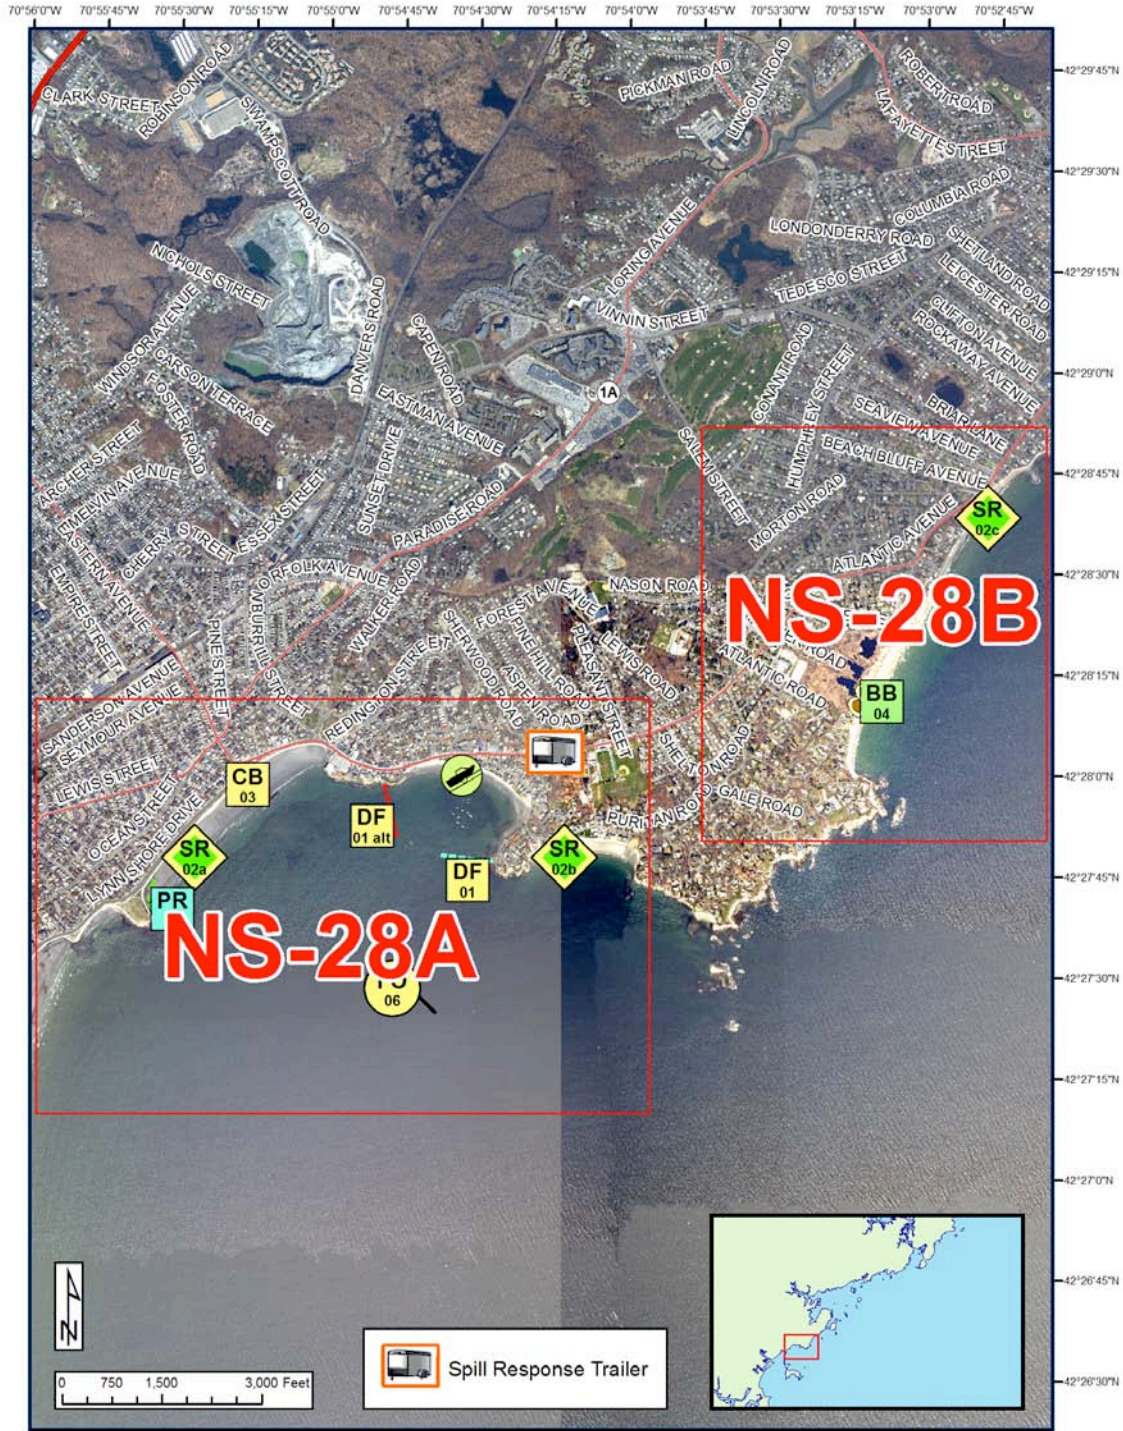 70°56'0"W 70°55'45"W 70°55'30"W 70°55'15"W 70°55'0"W 70°54'45"W 70°54'30"W 70°54'15"W 70°54'0"W 70°53'45"W 70°53'30"W 70°53'15"W 70°53'0"W 70°52'45"W
42°29'45"N
42°29'30"N
42°29'15"N
42°29'0"N
42°28'45"N
42°28'30"N
42°28'15"N
42°28'0"N
42°27'45"N
42°27'30"N
42°27'15"N
42°27'0"N
42°26'45"N
42°26'30"N
CLARK STREET
ROBINSON ROAD
SWAMPSCOTT ROAD
PICKMAN ROAD
LINCOLN ROAD
ROBERT ROAD
LAFAYETTE STREET
COLUMBIA ROAD
LONDONDERRY ROAD
SHETLAND ROAD
TEDESCO STREET
LEICESTER ROAD
LORING AVENUE
VINNIN STREET
NICHOLS STREET
WINDSOR AVENUE
DANVERS ROAD
CAPEN ROAD
CLIFTON AVENUE
ROCKAWAY AVENUE
CARSON TERRACE
FOSTER ROAD
EASTMAN AVENUE
1A
CONANT ROAD
HUMPHREY STREET
BRIAR LANE
SEAVIEW AVENUE
BEACH BLUFF AVENUE
SALEM STREET
ARCHER STREET
EMELVIN AVENUE
EASTERN AVENUE
CHERRY STREET
ESSEX STREET
SUNSET DRIVE
PARADISE ROAD
MORTON ROAD
ATLANTIC AVENUE
SR
02c
EMPIRE STREET
NORFOLK AVENUE
WALKER ROAD
FOREST AVENUE
NASON ROAD
NS-28B
PINE STREET
STREET
REDINGTON STREET
SHERWOOD ROAD
PINE HILL ROAD
ASPEN ROAD
PLEASANT STREET
LEWIS ROAD
ATLANTIC ROAD
ROAD
BB
04
SANDERSON AVENUE
SEYMOUR AVENUE
LEWIS STREET
OCEAN STREET
LYNN SHORE DRIVE
SHELTON ROAD
GALE ROAD
PURITAN ROAD
CB
03
DF
01 alt
SR
02a
DF
01
SR
02b
PR
NS-28A
06
0 750 1,500 3,000 Feet
N
Spill Response Trailer